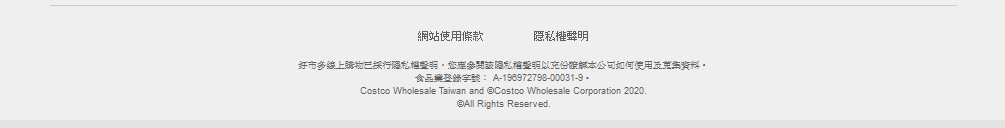 網站使用條款 隱私權聲明
好市多線上購物已採行隱私權聲明，您應參閱該隱私權聲明以充份瞭解本公司如何使用及蒐集資料。
食品業登錄字號： A-196972798-00031-9。
Costco Wholesale Taiwan and ©Costco Wholesale Corporation 2020.
©All Rights Reserved.